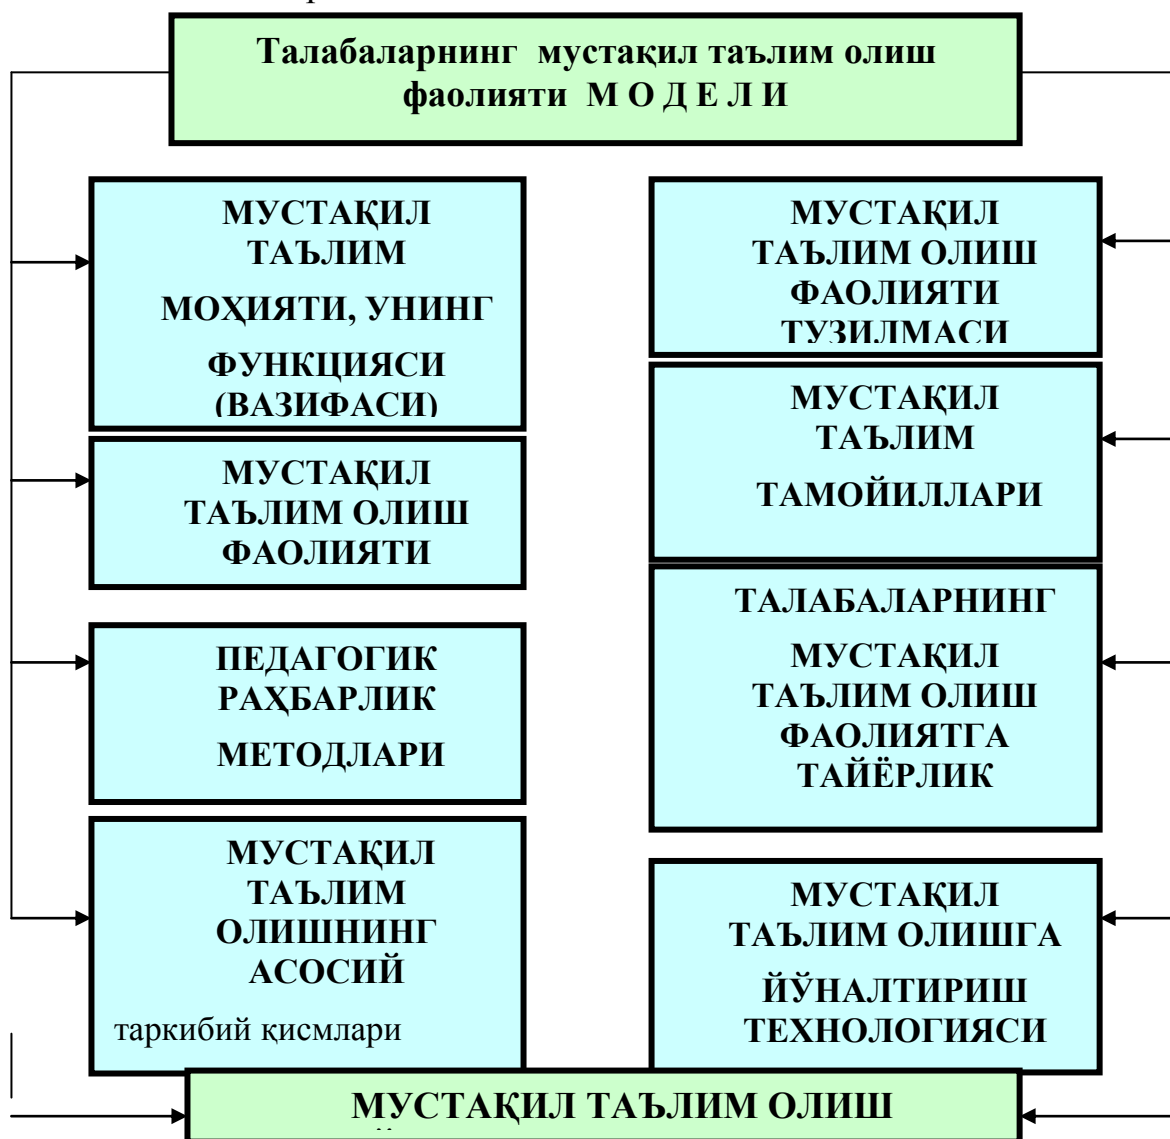 Талабаларнинг мустақил таълим олиш
фаолияти М О Д Е Л И
МУСТАҚИЛ
ТАЪЛИМ
МОҲИЯТИ, УНИНГ
ФУНКЦИЯСИ
(ВАЗИФАСИ)
МУСТАҚИЛ
ТАЪЛИМ ОЛИШ
ФАОЛИЯТИ
ПЕДАГОГИК
РАҲБАРЛИК
МЕТОДЛАРИ
МУСТАҚИЛ
ТАЪЛИМ
ОЛИШНИНГ
АСОСИЙ
таркибий қисмлари
МУСТАҚИЛ
ТАЪЛИМ ОЛИШ
ФАОЛИЯТИ
ТУЗИЛМАСИ
МУСТАҚИЛ
ТАЪЛИМ
ТАМОЙИЛЛАРИ
ТАЛАБАЛАРНИНГ
МУСТАҚИЛ
ТАЪЛИМ ОЛИШ
ФАОЛИЯТГА
ТАЙЁРЛИК
МУСТАҚИЛ
ТАЪЛИМ ОЛИШГА
ЙЎНАЛТИРИШ
ТЕХНОЛОГИЯСИ
МУСТАҚИЛ ТАЪЛИМ ОЛИШ